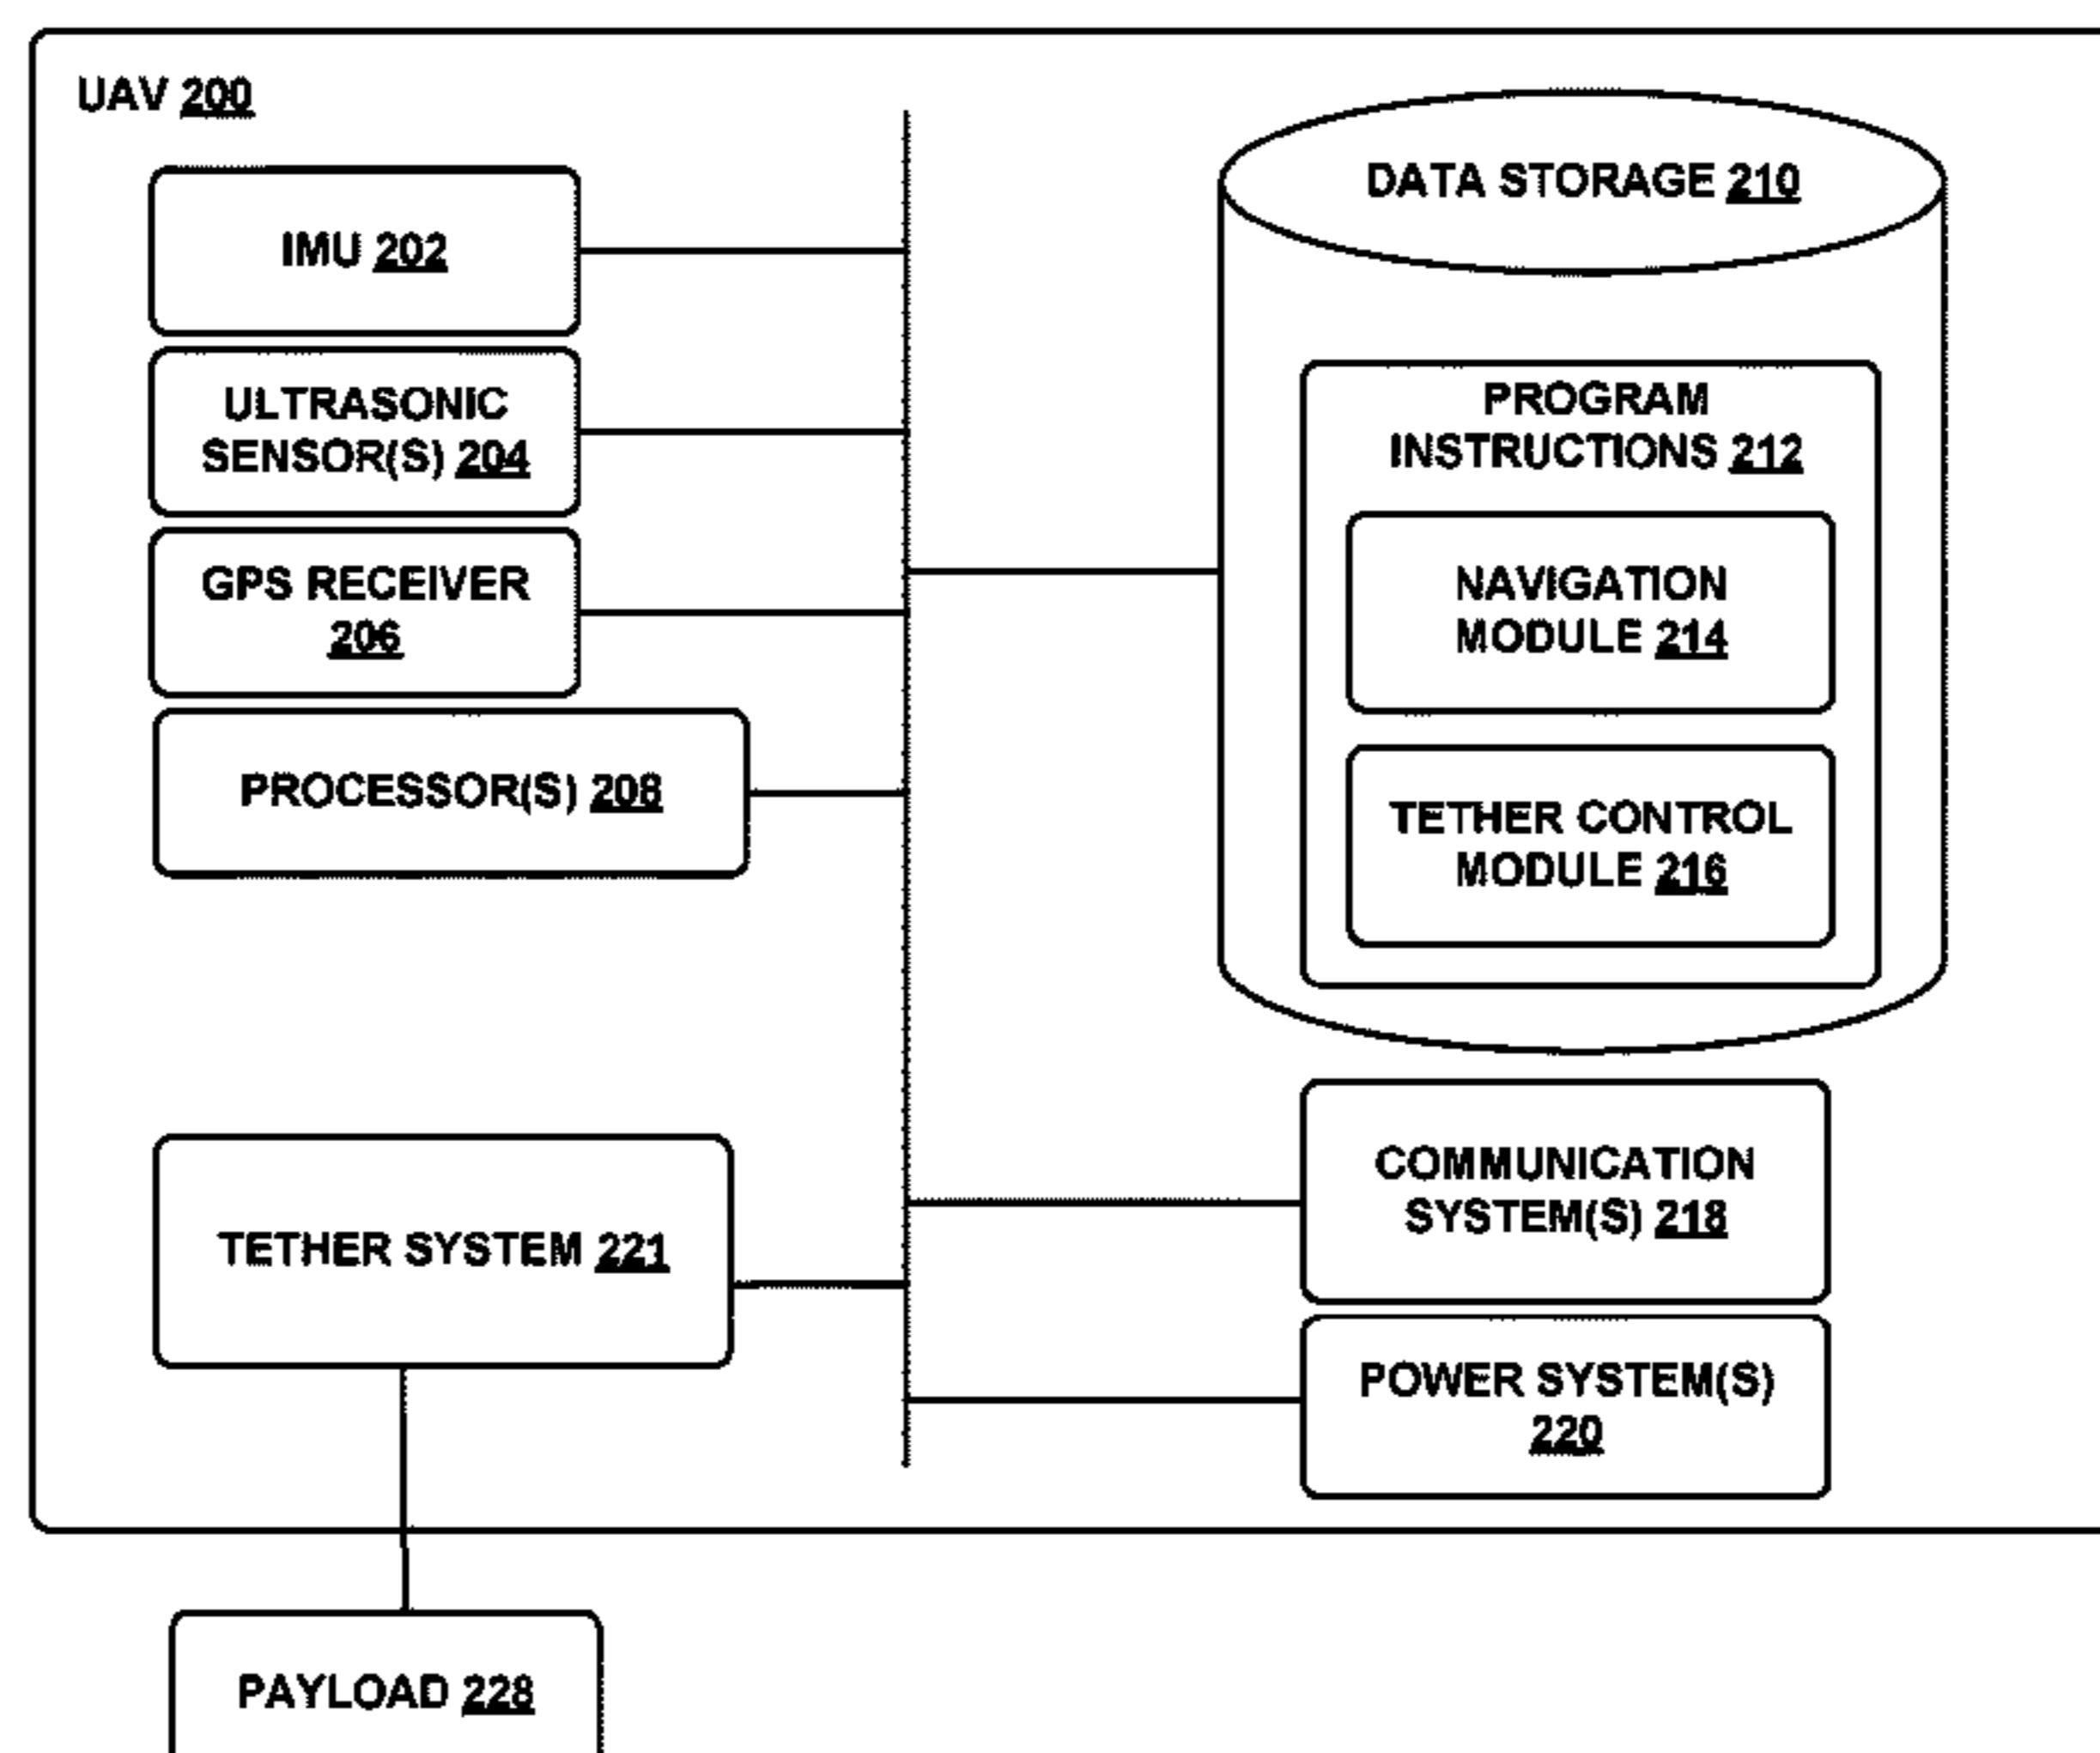 UAV 200
IMU 202
ULTRASONIC
SENSOR(S) 204
GPS RECEIVER
206
PROCESSOR(S) 208
TETHER SYSTEM 221
PAYLOAD 228
DATA STORAGE 210
PROGRAM
INSTRUCTIONS 212
NAVIGATION
MODULE 214
TETHER CONTROL
MODULE 216
COMMUNICATION
SYSTEM(S) 218
POWER SYSTEM(S)
220